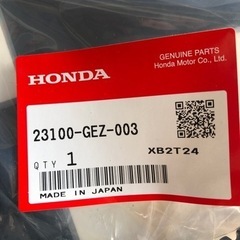 GENUINE PARTS
Honda Motor Co., Ltd.
HONDA
23100-GEZ-003
QTY 1
XB2T24
MADE IN JAPAN